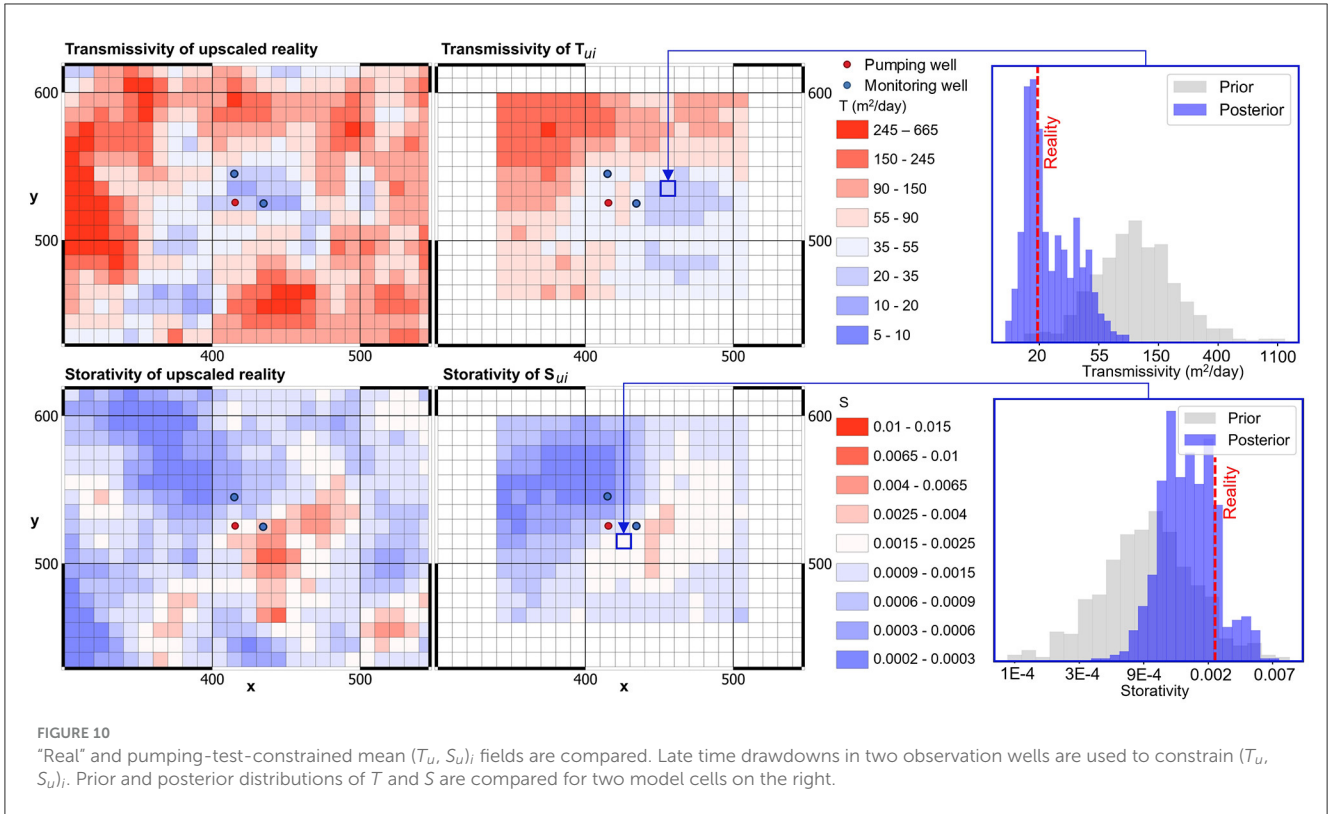 Transmissivity of upscaled reality
Transmissivity of Tui
600
y
500
400
500
600
500
400
500
Pumping well
Monitoring well
T (m²/day)
245 – 665
150 - 245
90 - 150
55 - 90
35 - 55
20 - 35
10 - 20
5 - 10
Prior
Posterior
Reality
20 55 150 400 1100
Transmissivity (m²/day)
Storativity of upscaled reality
Storativity of Sui
600
y
500
400
500
x
600
500
400
500
x
S
0.01 - 0.015
0.0065 - 0.01
0.004 - 0.0065
0.0025 - 0.004
0.0015 - 0.0025
0.0009 - 0.0015
0.0006 - 0.0009
0.0003 - 0.0006
0.0002 - 0.0003
Prior
Posterior
Reality
1E-4 3E-4 9E-4 0.002 0.007
Storativity
FIGURE 10
"Real" and pumping-test-constrained mean (Tu, Su)i fields are compared. Late time drawdowns in two observation wells are used to constrain (Tu,
Su)i. Prior and posterior distributions of T and S are compared for two model cells on the right.